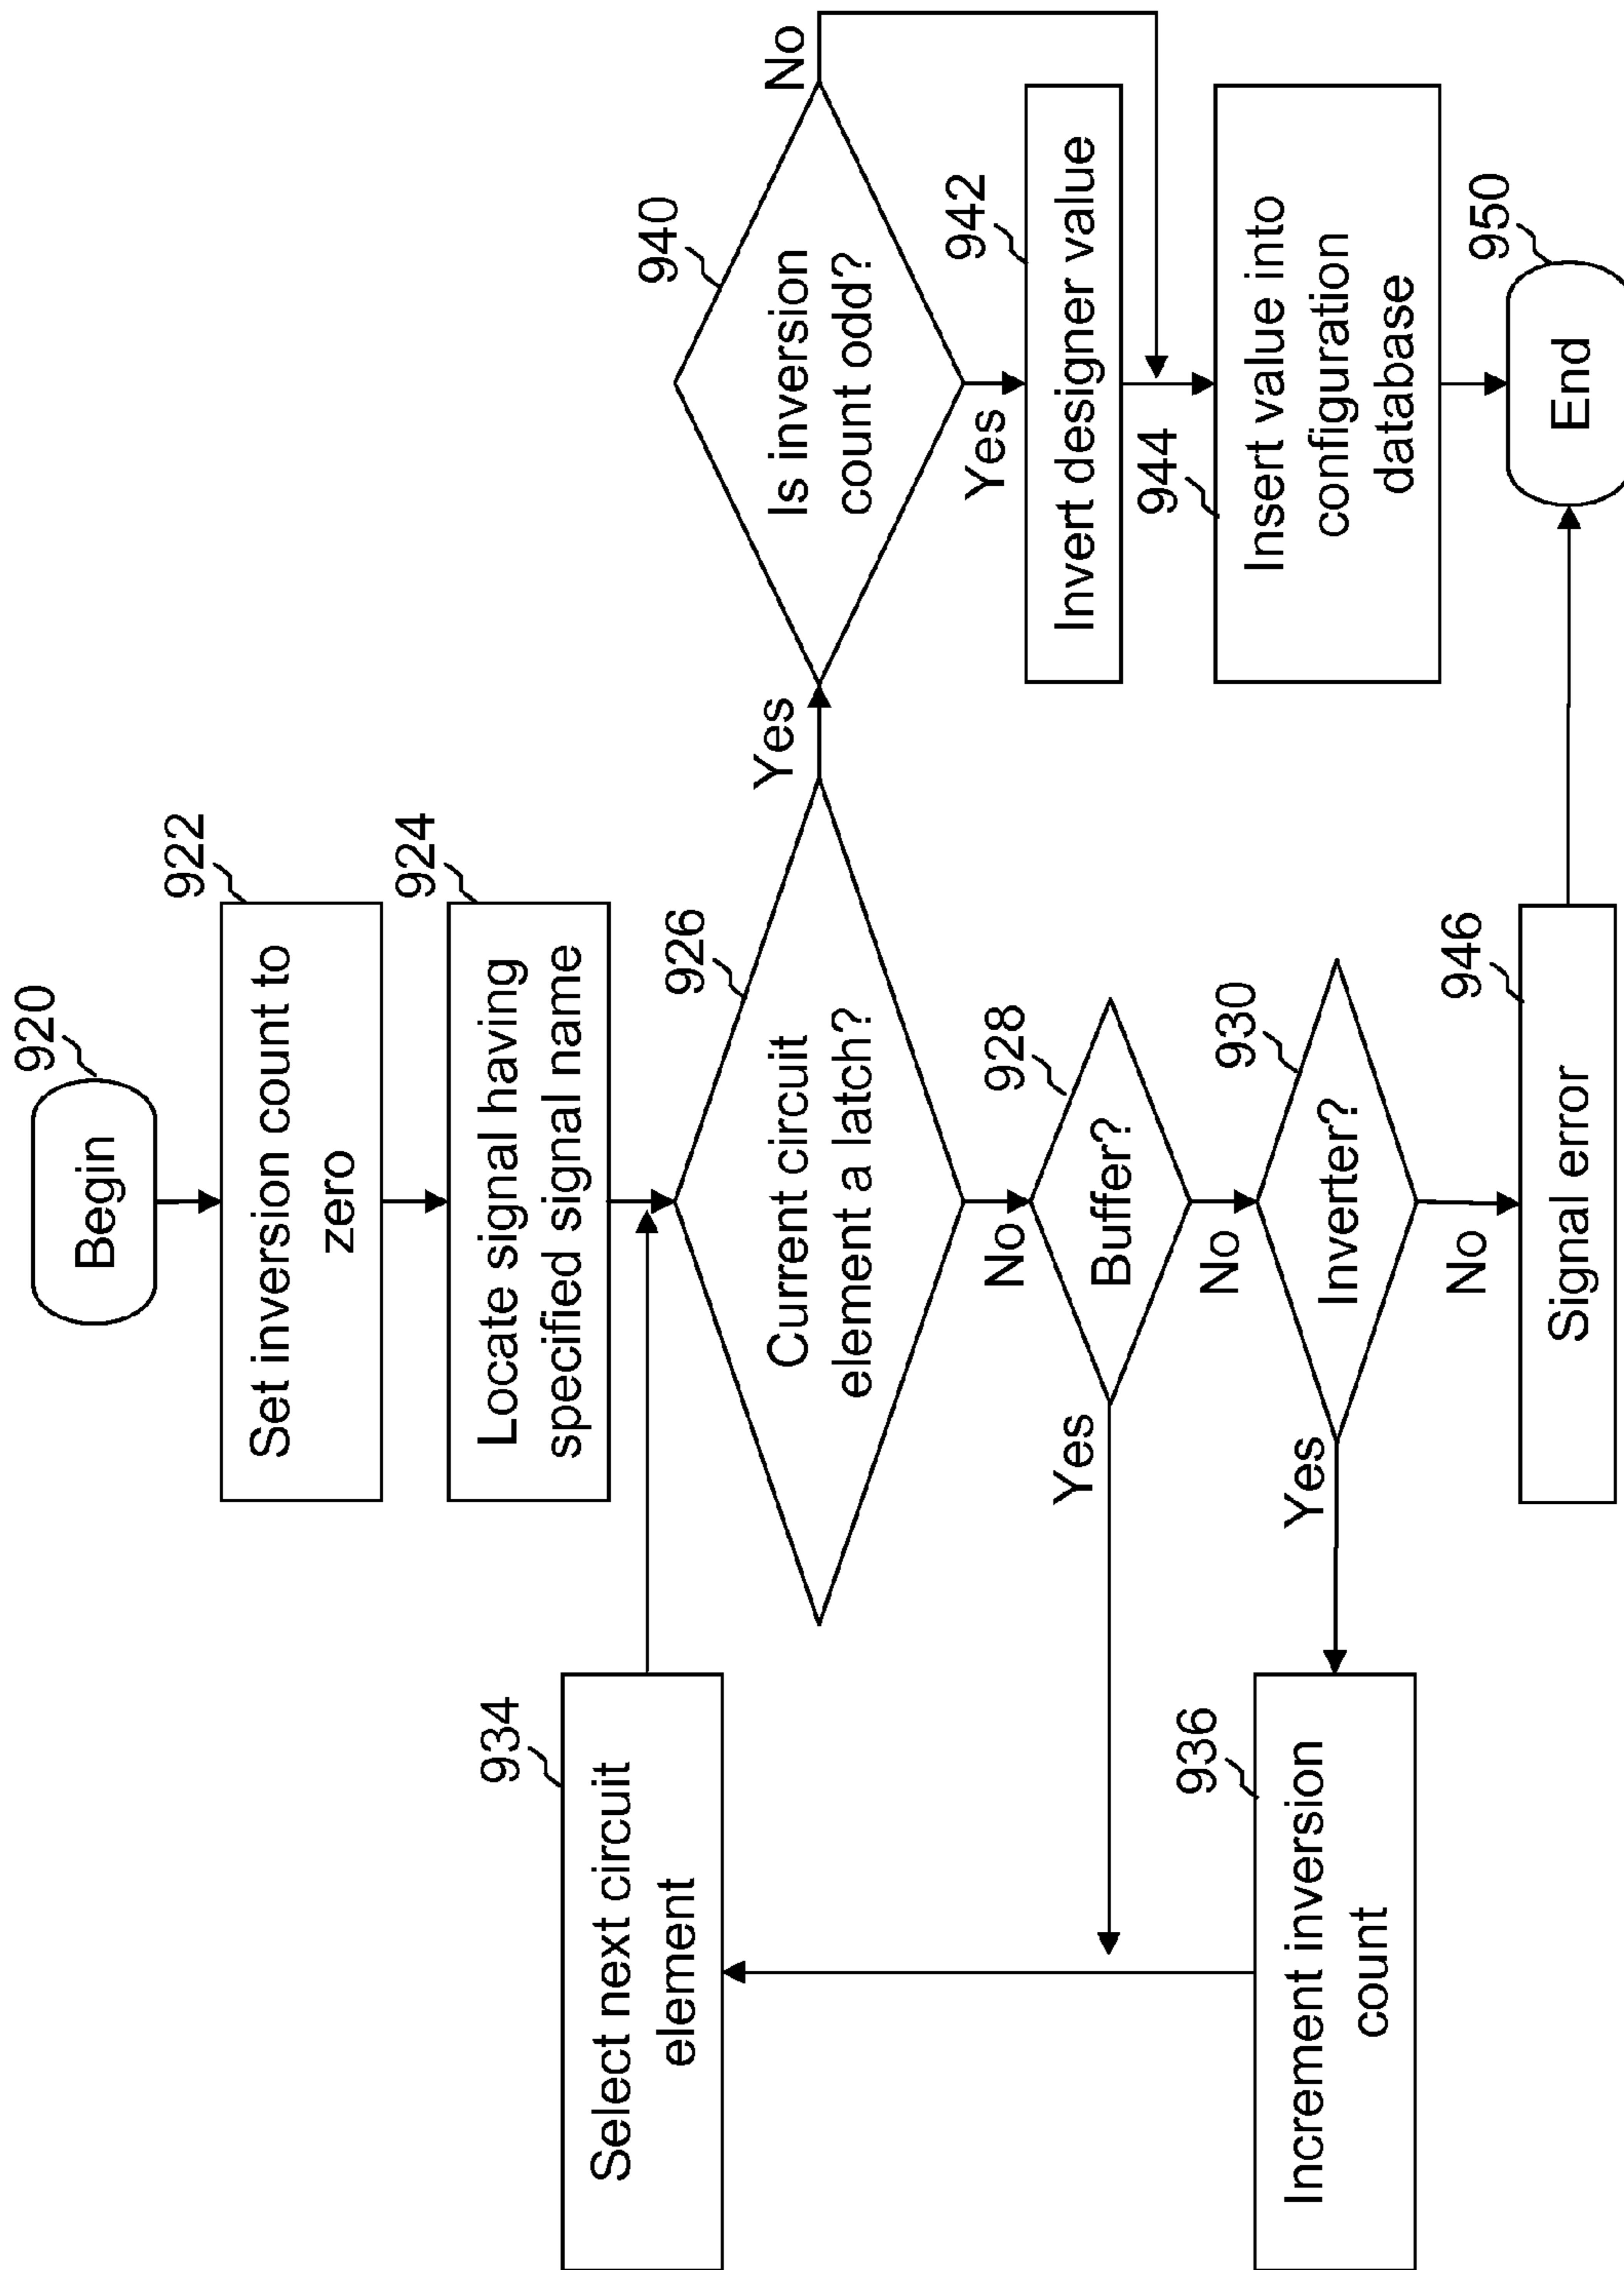 920
Begin
922
Set inversion count to
zero
924
Locate signal having
specified signal name
926
Current circuit
element a latch?
Yes
No
928
Buffer?
Yes
No
930
Inverter?
Yes
No
934
Select next circuit
element
936
Increment inversion
count
940
Is inversion
count odd?
No
Yes
942
Invert designer value
944
Insert value into
configuration
database
946
Signal error
950
End